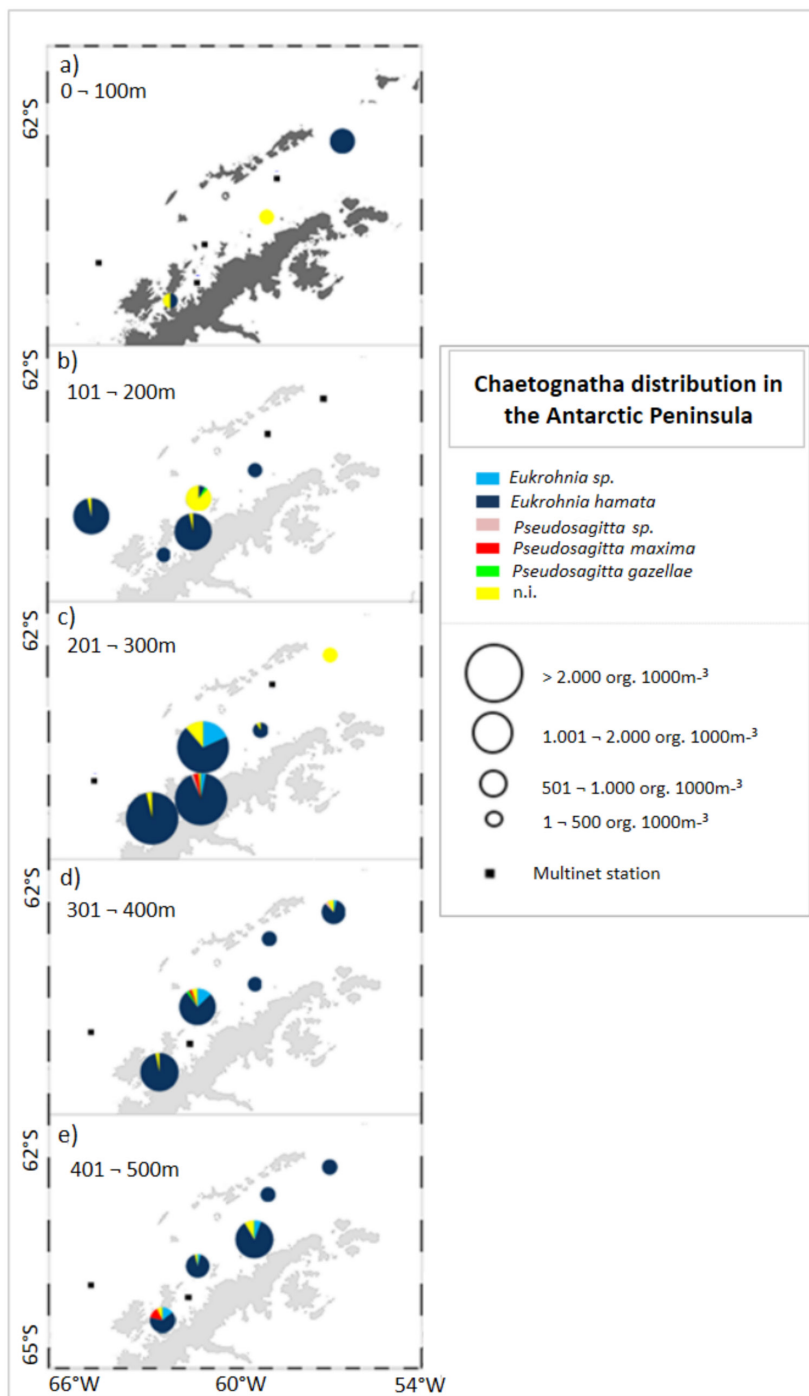 a)
0 ¬ 100m
62°S
b)
101 ¬ 200m
62°S
c)
201 ¬ 300m
62°S
d)
301 ¬ 400m
62°S
e)
401 ¬ 500m
62°S
65°S
66°W
60°W
54°W
Chaetognatha distribution in
the Antarctic Peninsula
Eukrohnia sp.
Eukrohnia hamata
Pseudosagitta sp.
Pseudosagitta maxima
Pseudosagitta gazellae
n.i.
> 2.000 org. 1000m-³
1.001 ¬ 2.000 org. 1000m-³
501 ¬ 1.000 org. 1000m-³
1 ¬ 500 org. 1000m-³
Multinet station